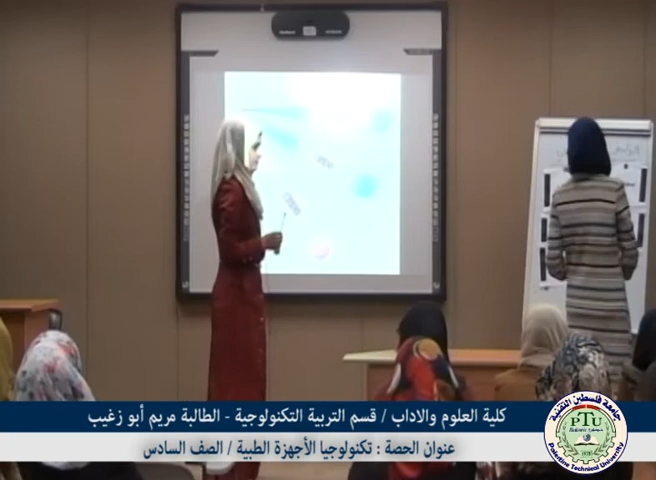 كلية العلوم والاداب / قسم التربية التكنولوجية - الطالبة مريم أبو زغيب
عنوان الحصة : تكنولوجيا الأجهزة الطبية / الصف السادس
جامعة فلسطين التقنية
PTU
Palestine Technical University